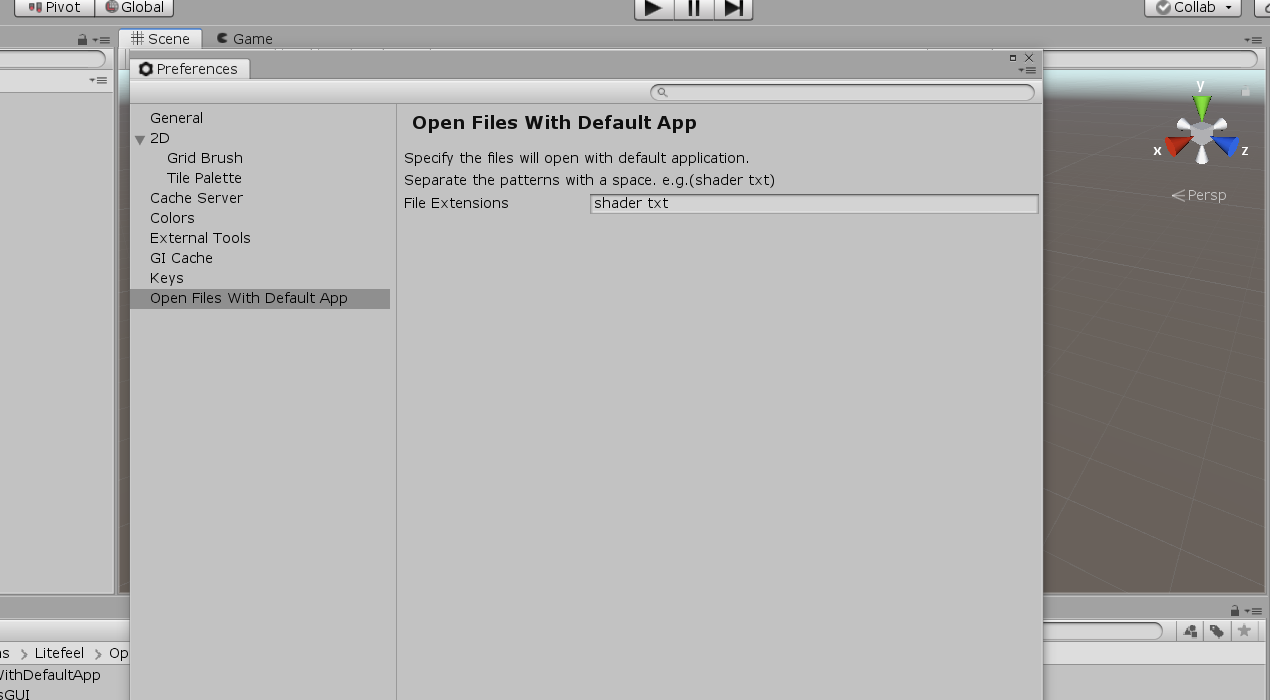 Pivot Global Collab
Scene Game
Preferences
General
2D
Grid Brush
Tile Palette
Cache Server
Colors
External Tools
GI Cache
Keys
Open Files With Default App
Open Files With Default App
Specify the files will open with default application.
Separate the patterns with a space. e.g.(shader txt)
File Extensions shader txt
y
x z
Persp
ns Litefeel Op
WithDefaultApp
sGUI